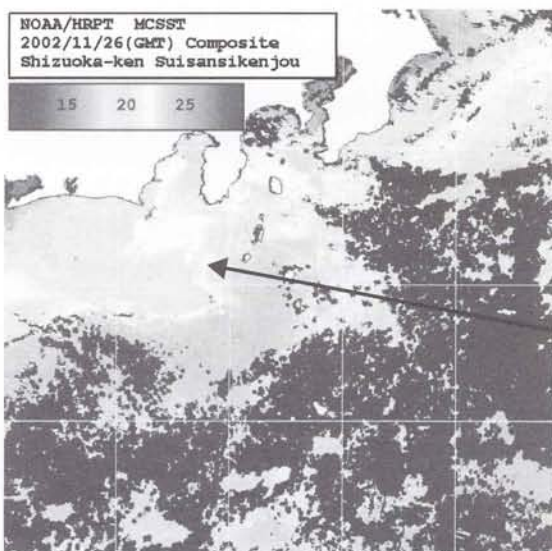 NOAA/HRPT MCSST
2002/11/26(GMT) Composite
Shizuoka-ken Suisansikenjou
15 20 25